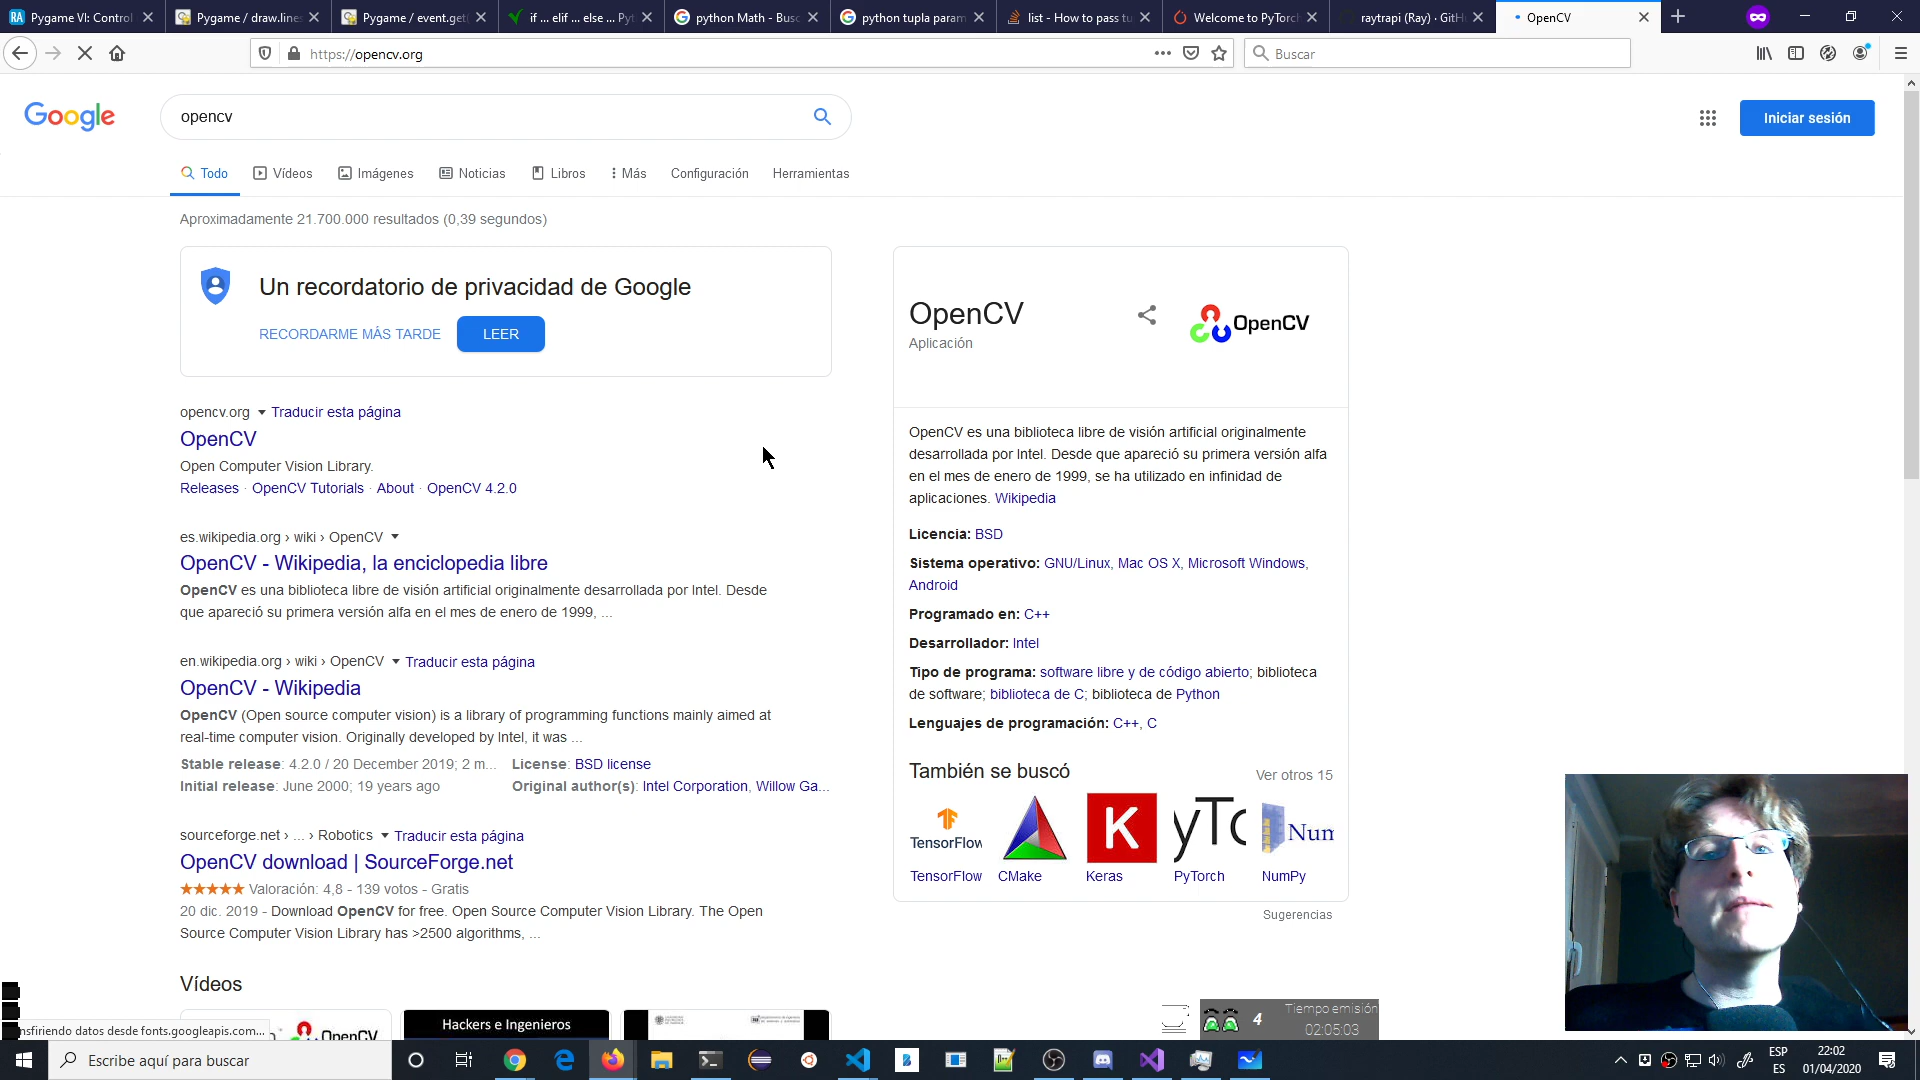 Pygame VI: Control
Pygame / draw.lines
Pygame / event.get(
if ... elif ... else ... Pyt
python Math - Busc
python tupla param
list - How to pass tu
Welcome to PyTorch
raytrapi (Ray) · GitH
OpenCV
https://opencv.org
Buscar
Google
opencv
Iniciar sesión
Todo
Vídeos
Imágenes
Noticias
Libros
Más
Configuración
Herramientas
Aproximadamente 21.700.000 resultados (0,39 segundos)
Un recordatorio de privacidad de Google
RECORDARME MÁS TARDE
LEER
opencv.org
Traducir esta página
OpenCV
Open Computer Vision Library.
Releases · OpenCV Tutorials · About · OpenCV 4.2.0
es.wikipedia.org › wiki › OpenCV
OpenCV - Wikipedia, la enciclopedia libre
OpenCV es una biblioteca libre de visión artificial originalmente desarrollada por Intel. Desde
que apareció su primera versión alfa en el mes de enero de 1999, ...
en.wikipedia.org › wiki › OpenCV
Traducir esta página
OpenCV - Wikipedia
OpenCV (Open source computer vision) is a library of programming functions mainly aimed at
real-time computer vision. Originally developed by Intel, it was ...
Stable release: 4.2.0 / 20 December 2019; 2 m...
License: BSD license
Initial release: June 2000; 19 years ago
Original author(s): Intel Corporation, Willow Ga...
sourceforge.net › ... › Robotics
Traducir esta página
OpenCV download | SourceForge.net
★★★★★ Valoración: 4,8 - 139 votos - Gratis
20 dic. 2019 - Download OpenCV for free. Open Source Computer Vision Library. The Open
Source Computer Vision Library has >2500 algorithms, ...
Vídeos
OpenCV
Hackers e Ingenieros
OpenCV
Aplicación
OpenCV
OpenCV es una biblioteca libre de visión artificial originalmente
desarrollada por Intel. Desde que apareció su primera versión alfa
en el mes de enero de 1999, se ha utilizado en infinidad de
aplicaciones. Wikipedia
Licencia: BSD
Sistema operativo: GNU/Linux, Mac OS X, Microsoft Windows,
Android
Programado en: C++
Desarrollador: Intel
Tipo de programa: software libre y de código abierto; biblioteca
de software; biblioteca de C; biblioteca de Python
Lenguajes de programación: C++, C
También se buscó
Ver otros 15
TensorFlow
K
yTo
Num
TensorFlow
CMake
Keras
PyTorch
NumPy
Sugerencias
nsfiriendo datos desde fonts.googleapis.com...
4
Tiempo emisión
02:05:03
Escribe aquí para buscar
ESP
ES
22:02
01/04/2020